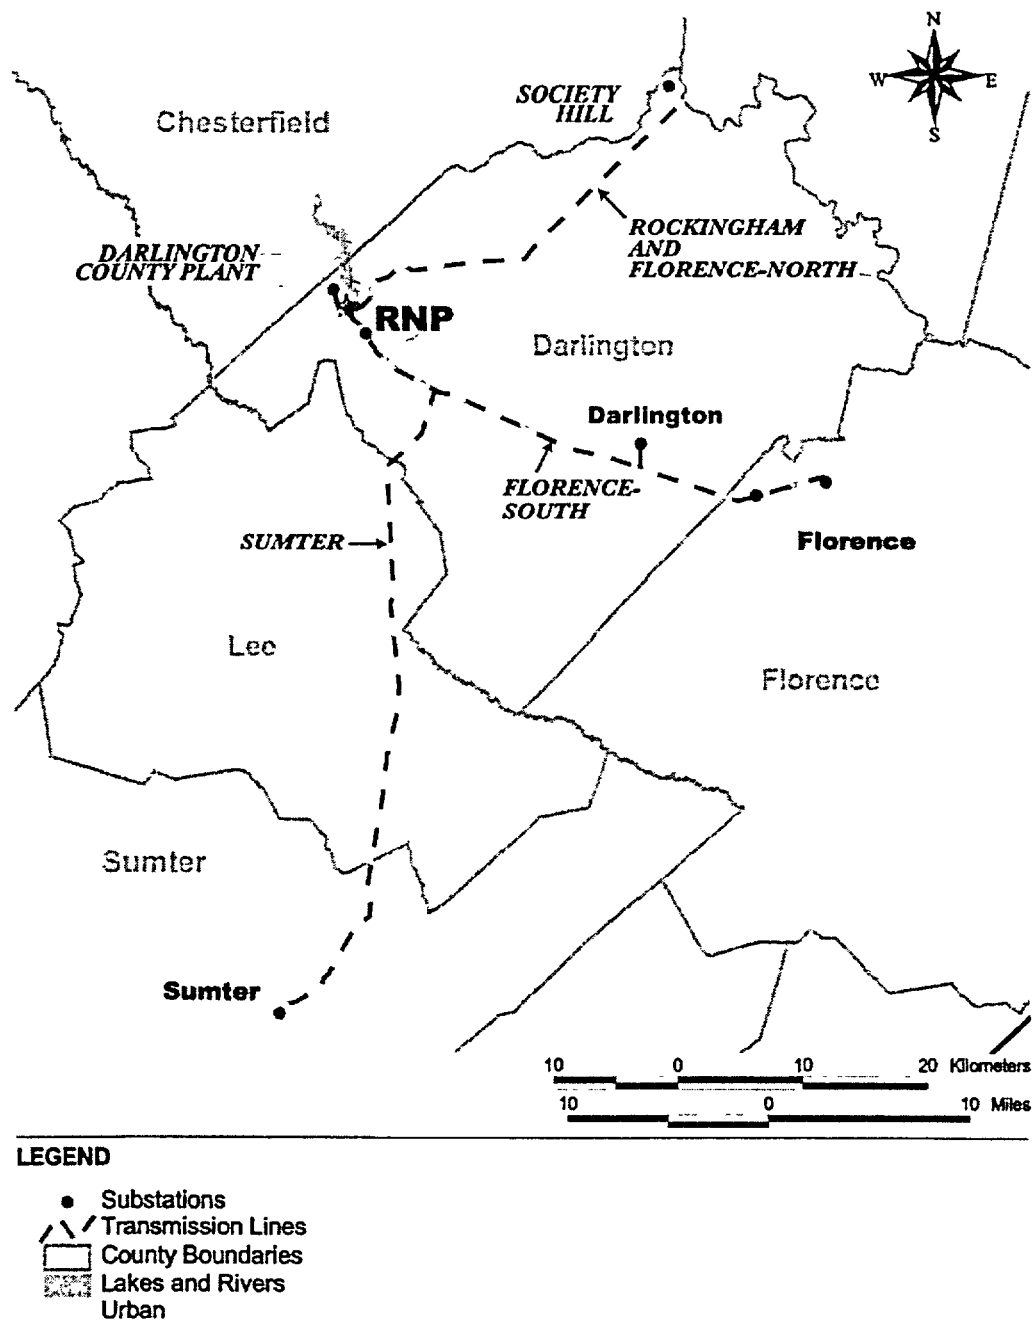 N
W E
S
SOCIETY
HILL
Chesterfield
ROCKINGHAM
AND
FLORENCE-NORTH
DARLINGTON
COUNTY PLANT
RNP
Darlington
Darlington
FLORENCE-
SOUTH
SUMTER
Florence
Lee
Florence
Sumter
Sumter
10 0 10 20 Kilometers
10 0 10 Miles
LEGEND
Substations
Transmission Lines
County Boundaries
Lakes and Rivers
Urban